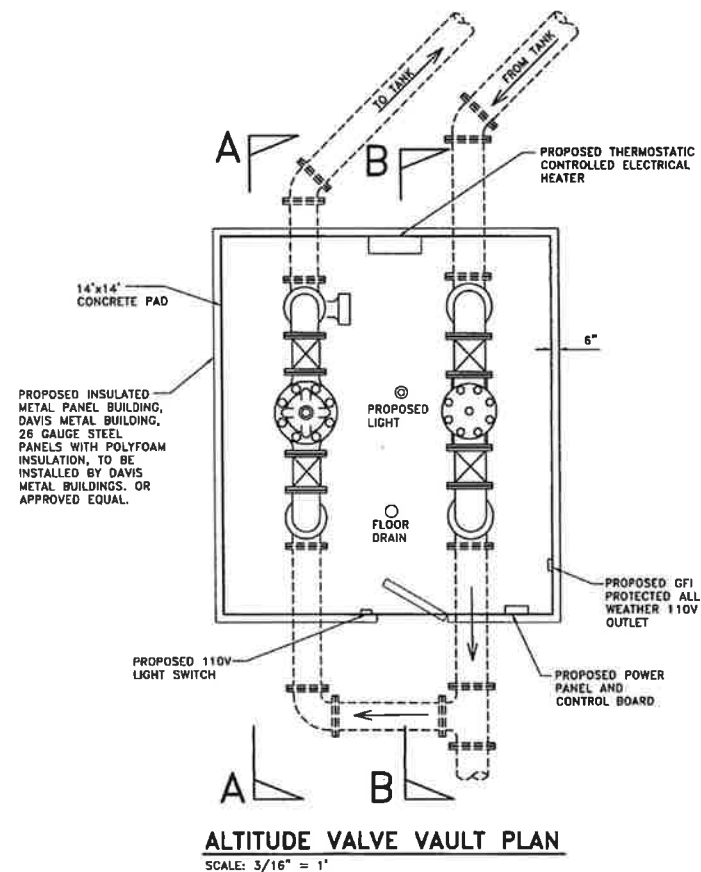 TO TANK
FROM TANK
A
B
PROPOSED THERMOSTATIC
CONTROLLED ELECTRICAL
HEATER
14'x14'
CONCRETE PAD
6"
PROPOSED INSULATED
METAL PANEL BUILDING,
DAVIS METAL BUILDING,
26 GAUGE STEEL
PANELS WITH POLYFOAM
INSULATION, TO BE
INSTALLED BY DAVIS
METAL BUILDINGS. OR
APPROVED EQUAL.
PROPOSED
LIGHT
FLOOR
DRAIN
PROPOSED GFI
PROTECTED ALL
WEATHER 110V
OUTLET
PROPOSED 110V
LIGHT SWITCH
PROPOSED POWER
PANEL AND
CONTROL BOARD
A
B
ALTITUDE VALVE VAULT PLAN
SCALE: 3/16" = 1'